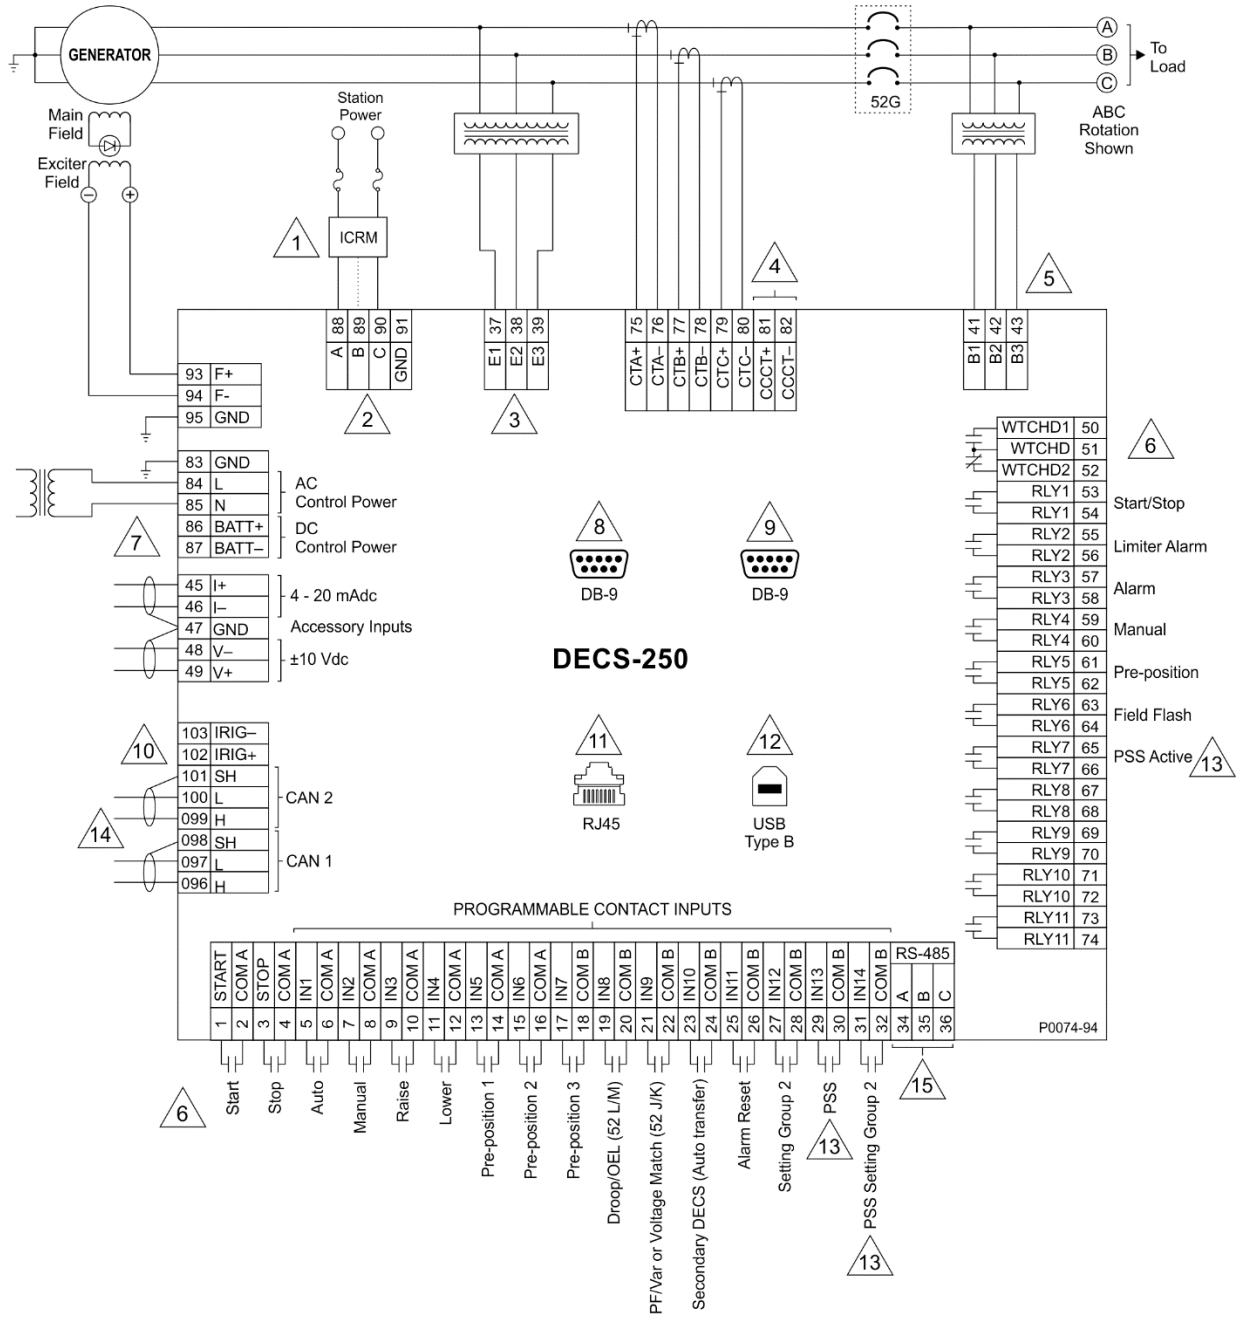 GENERATOR
Main
Field
Exciter
Field
−
+
Station
Power
ICRM
52G
A
B
C
To
Load
ABC
Rotation
Shown
1
4
5
88 A
89 B
90 C
91 GND
37 E1
38 E2
39 E3
75 CTA+
76 CTA–
77 CTB+
78 CTB–
79 CTC+
80 CTC–
81 CCCT+
82 CCCT–
41 B1
42 B2
43 B3
2
3
93 F+
94 F-
95 GND
83 GND
84 L
85 N
AC
Control Power
86 BATT+
87 BATT–
DC
Control Power
7
45 I+
46 I–
4 - 20 mAdc
47 GND
Accessory Inputs
48 V–
49 V+
±10 Vdc
10
103 IRIG–
102 IRIG+
101 SH
100 L
099 H
CAN 2
14
098 SH
097 L
096 H
CAN 1
8
DB-9
9
DB-9
DECS-250
11
RJ45
12
USB
Type B
WTCHD1 50
WTCHD 51
WTCHD2 52
6
RLY1 53
RLY1 54
Start/Stop
RLY2 55
RLY2 56
Limiter Alarm
RLY3 57
RLY3 58
Alarm
RLY4 59
RLY4 60
Manual
RLY5 61
RLY5 62
Pre-position
RLY6 63
RLY6 64
Field Flash
RLY7 65
RLY7 66
PSS Active
13
RLY8 67
RLY8 68
RLY9 69
RLY9 70
RLY10 71
RLY10 72
RLY11 73
RLY11 74
PROGRAMMABLE CONTACT INPUTS
START 1
COM A 2
STOP 3
COM A 4
IN1 5
COM A 6
IN2 7
COM A 8
IN3 9
COM A 10
IN4 11
COM A 12
IN5 13
COM A 14
IN6 15
COM A 16
IN7 17
COM B 18
IN8 19
COM B 20
IN9 21
COM B 22
IN10 23
COM B 24
IN11 25
COM B 26
IN12 27
COM B 28
IN13 29
COM B 30
IN14 31
COM B 32
RS-485
A 34
B 35
C 36
P0074-94
6
Start
Stop
Auto
Manual
Raise
Lower
Pre-position 1
Pre-position 2
Pre-position 3
Droop/OEL (52 L/M)
PF/Var or Voltage Match (52 J/K)
Secondary DECS (Auto transfer)
Alarm Reset
Setting Group 2
PSS
13
PSS Setting Group 2
13
15